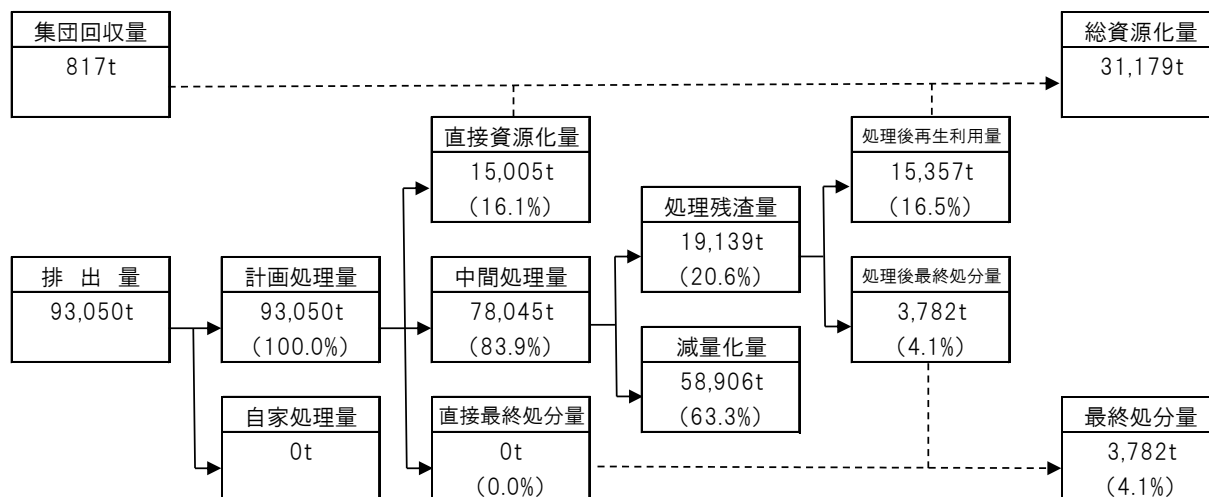 集団回収量
817t
総資源化量
31,179t
直接資源化量
15,005t
(16.1%)
処理後再生利用量
15,357t
(16.5%)
処理残渣量
19,139t
(20.6%)
排 出 量
93,050t
計画処理量
93,050t
(100.0%)
中間処理量
78,045t
(83.9%)
処理後最終処分量
3,782t
(4.1%)
減量化量
58,906t
(63.3%)
自家処理量
0t
直接最終処分量
0t
(0.0%)
最終処分量
3,782t
(4.1%)